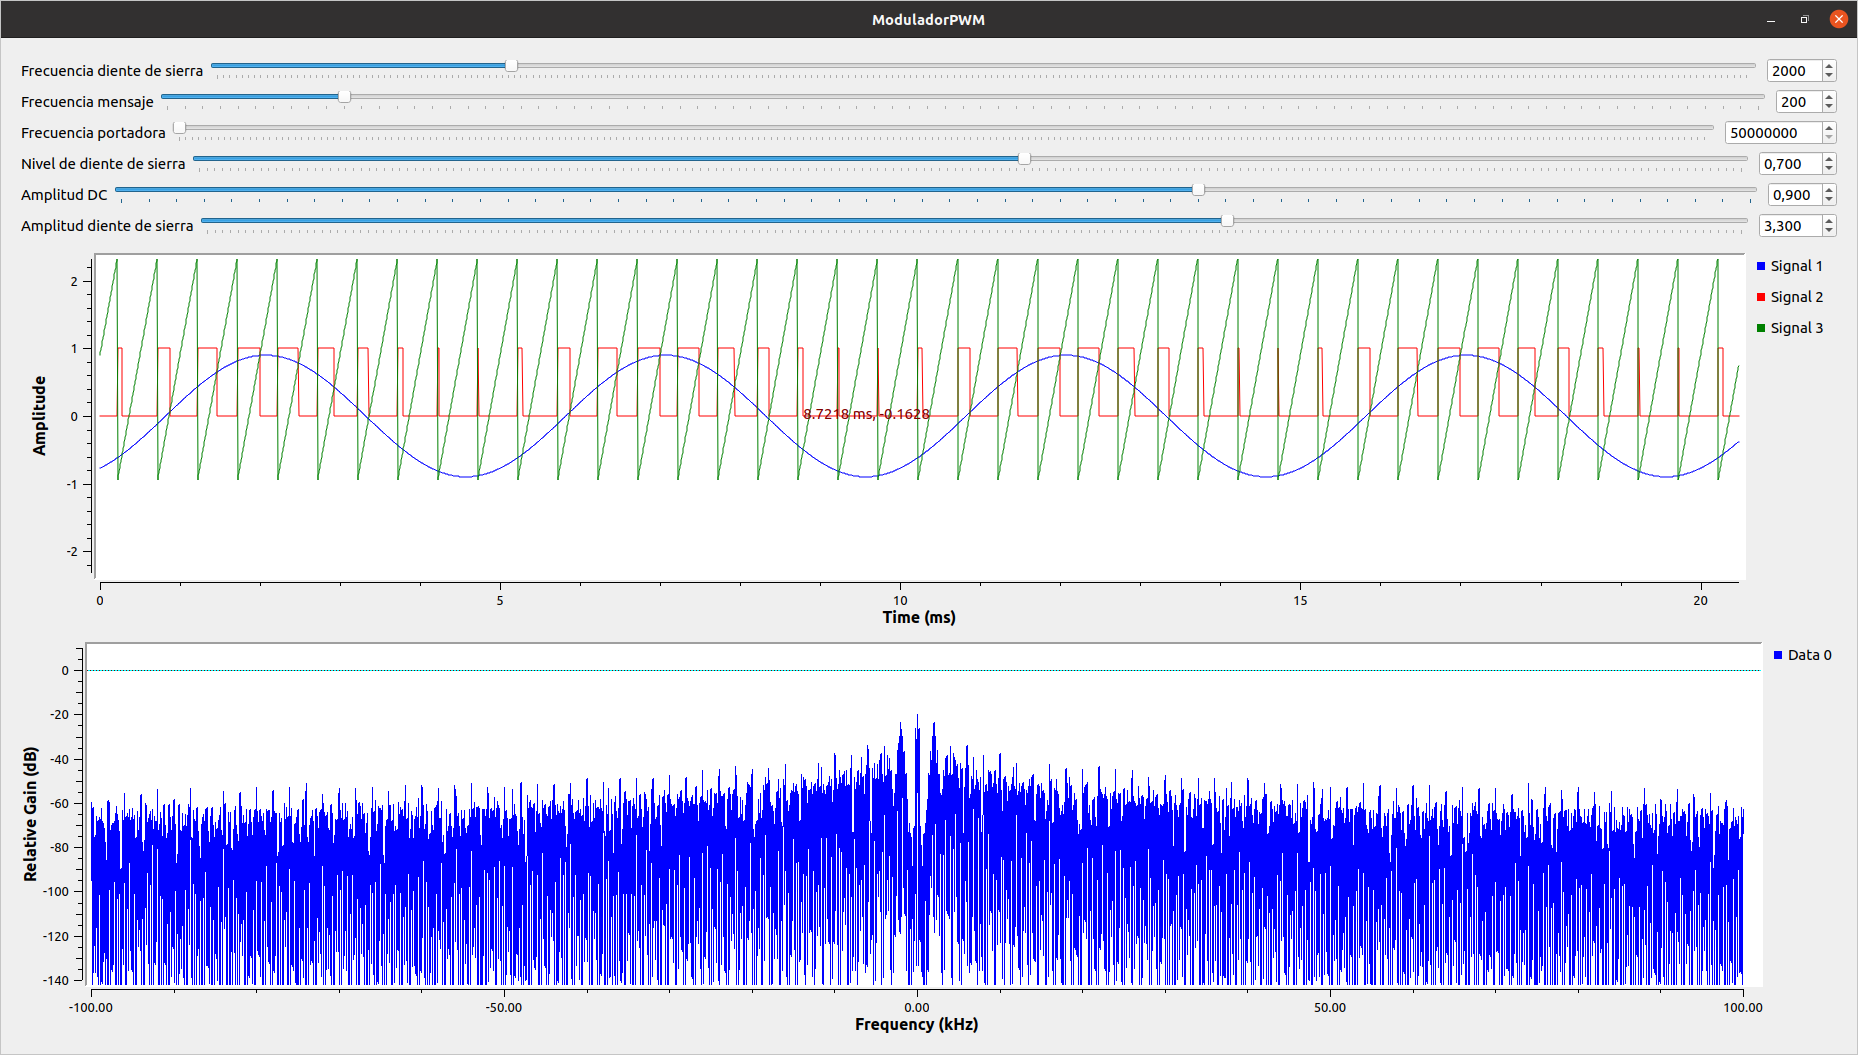 ModuladorPWM
Frecuencia diente de sierra 2000
Frecuencia mensaje 200
Frecuencia portadora 50000000
Nivel de diente de sierra 0,700
Amplitud DC 0,900
Amplitud diente de sierra 3,300
Amplitude
2
1
0
-1
-2
8.7218 ms, -0.1628
Signal 1
Signal 2
Signal 3
0 5 10 15 20
Time (ms)
Relative Gain (dB)
0
-20
-40
-60
-80
-100
-120
-140
Data 0
-100.00 -50.00 0.00 50.00 100.00
Frequency (kHz)